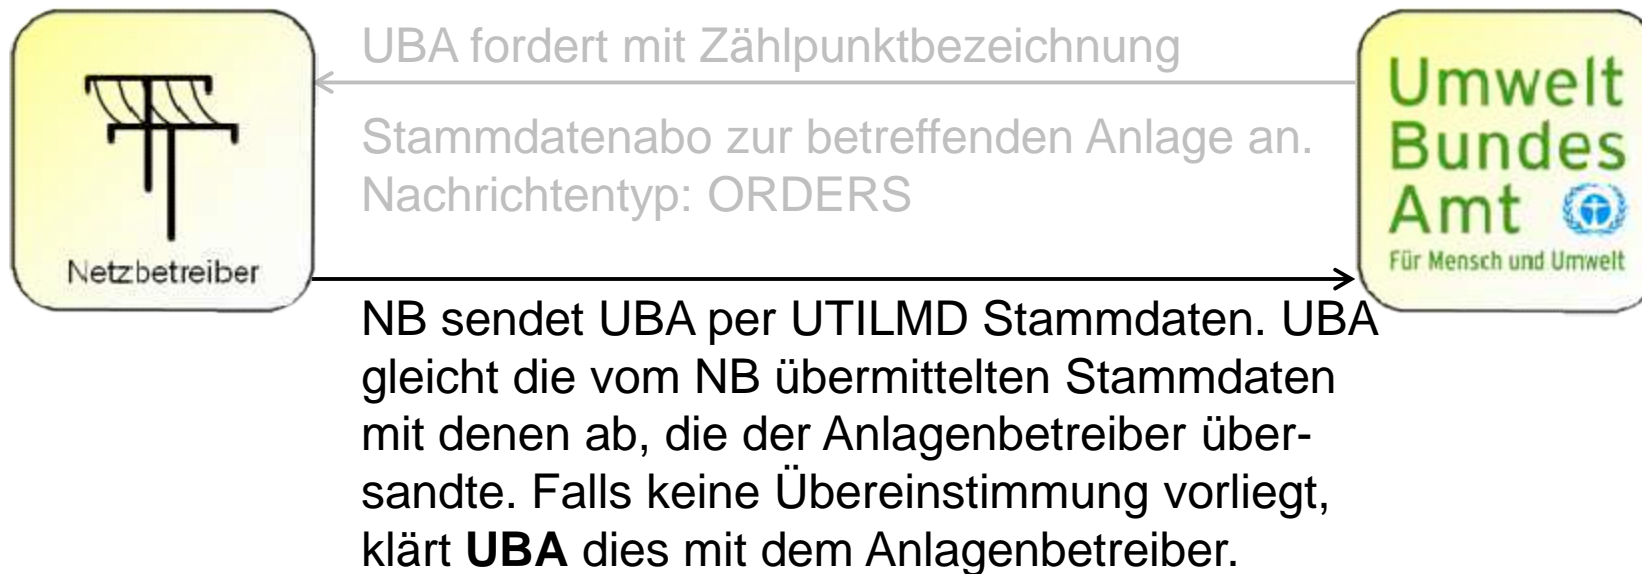 UBA fordert mit Zählpunktbezeichnung
Stammdatenabo zur betreffenden Anlage an.
Nachrichtentyp: ORDERS
Netzbetreiber
Umwelt
Bundes
Amt
Für Mensch und Umwelt
NB sendet UBA per UTILMD Stammdaten. UBA
gleicht die vom NB übermittelten Stammdaten
mit denen ab, die der Anlagenbetreiber über-
sandte. Falls keine Übereinstimmung vorliegt,
klärt UBA dies mit dem Anlagenbetreiber.